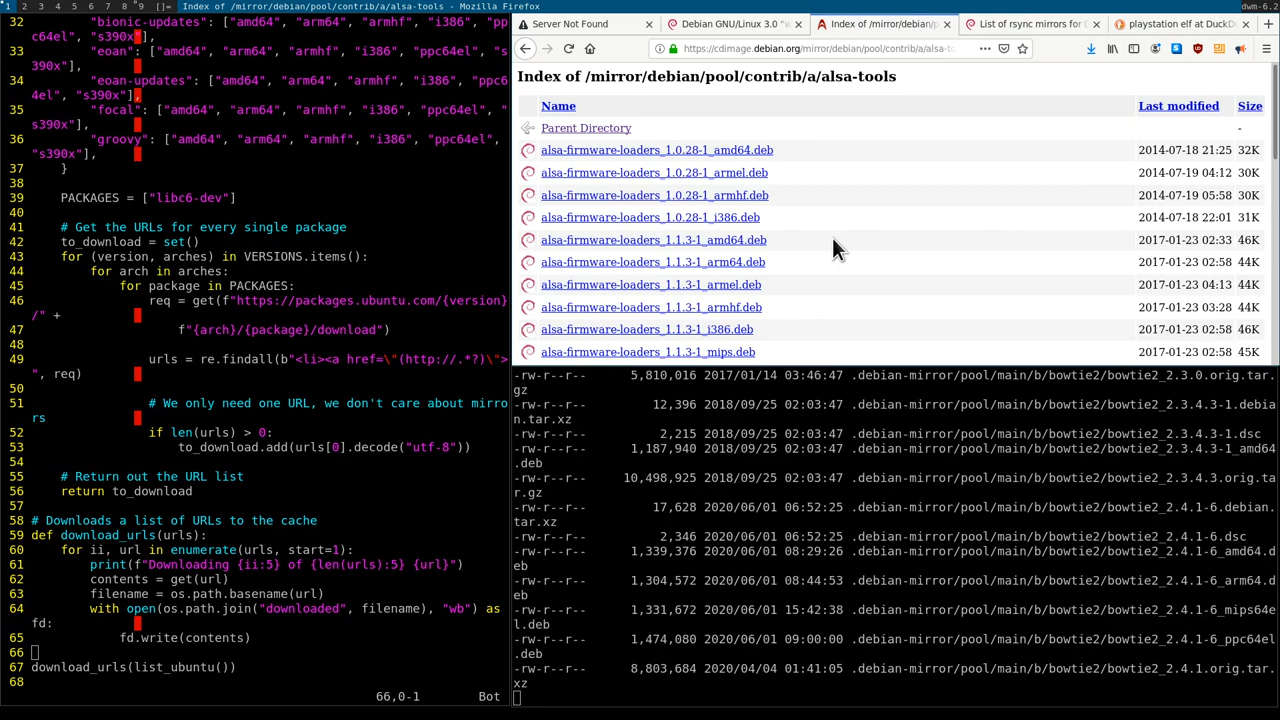 1 2 3 4 5 6 7 8 9 []= Index of /mirror/debian/pool/contrib/a/alsa-tools - Mozilla Firefox dwm-6.2
32 "bionic-updates": ["amd64", "arm64", "armhf", "i386", "pp
c64el", "s390x"],
33 "eoan": ["amd64", "arm64", "armhf", "i386", "ppc64el", "s
390x"],
34 "eoan-updates": ["amd64", "arm64", "armhf", "i386", "ppc6
4el", "s390x"],
35 "focal": ["amd64", "arm64", "armhf", "i386", "ppc64el", "
s390x"],
36 "groovy": ["amd64", "arm64", "armhf", "i386", "ppc64el",
"s390x"],
37 }
38
39 PACKAGES = ["libc6-dev"]
40
41 # Get the URLs for every single package
42 to_download = set()
43 for (version, arches) in VERSIONS.items():
44 for arch in arches:
45 for package in PACKAGES:
46 req = get(f"https://packages.ubuntu.com/{version}
/" +
47 f"{arch}/{package}/download")
48
49 urls = re.findall(b"<li><a href=\"(http://.*?)\">
", req)
50
51 # We only need one URL, we don't care about mirro
rs
52 if len(urls) > 0:
53 to_download.add(urls[0].decode("utf-8"))
54
55 # Return out the URL list
56 return to_download
57
58 # Downloads a list of URLs to the cache
59 def download_urls(urls):
60 for ii, url in enumerate(urls, start=1):
61 print(f"Downloading {ii:5} of {len(urls):5} {url}")
62 contents = get(url)
63 filename = os.path.basename(url)
64 with open(os.path.join("downloaded", filename), "wb") as
fd:
65 fd.write(contents)
66
67 download_urls(list_ubuntu())
68
66,0-1 Bot
Server Not Found
Debian GNU/Linux 3.0 "w
Index of /mirror/debian/p
List of rsync mirrors for D
playstation elf at DuckD
https://cdimage.debian.org/mirror/debian/pool/contrib/a/alsa-to
Index of /mirror/debian/pool/contrib/a/alsa-tools
Name Last modified Size
Parent Directory -
alsa-firmware-loaders_1.0.28-1_amd64.deb 2014-07-18 21:25 32K
alsa-firmware-loaders_1.0.28-1_armel.deb 2014-07-19 04:12 30K
alsa-firmware-loaders_1.0.28-1_armhf.deb 2014-07-19 05:58 30K
alsa-firmware-loaders_1.0.28-1_i386.deb 2014-07-18 22:01 31K
alsa-firmware-loaders_1.1.3-1_amd64.deb 2017-01-23 02:33 46K
alsa-firmware-loaders_1.1.3-1_arm64.deb 2017-01-23 02:58 44K
alsa-firmware-loaders_1.1.3-1_armel.deb 2017-01-23 04:13 44K
alsa-firmware-loaders_1.1.3-1_armhf.deb 2017-01-23 03:28 44K
alsa-firmware-loaders_1.1.3-1_i386.deb 2017-01-23 02:58 46K
alsa-firmware-loaders_1.1.3-1_mips.deb 2017-01-23 02:58 45K
-rw-r--r-- 5,810,016 2017/01/14 03:46:47 .debian-mirror/pool/main/b/bowtie2/bowtie2_2.3.0.orig.tar.
gz
-rw-r--r-- 12,396 2018/09/25 02:03:47 .debian-mirror/pool/main/b/bowtie2/bowtie2_2.3.4.3-1.debia
n.tar.xz
-rw-r--r-- 2,215 2018/09/25 02:03:47 .debian-mirror/pool/main/b/bowtie2/bowtie2_2.3.4.3-1.dsc
-rw-r--r-- 1,187,940 2018/09/25 02:03:47 .debian-mirror/pool/main/b/bowtie2/bowtie2_2.3.4.3-1_amd64
.deb
-rw-r--r-- 10,498,925 2018/09/25 02:03:47 .debian-mirror/pool/main/b/bowtie2/bowtie2_2.3.4.3.orig.ta
r.gz
-rw-r--r-- 17,628 2020/06/01 06:52:25 .debian-mirror/pool/main/b/bowtie2/bowtie2_2.4.1-6.debian.
tar.xz
-rw-r--r-- 2,346 2020/06/01 06:52:25 .debian-mirror/pool/main/b/bowtie2/bowtie2_2.4.1-6.dsc
-rw-r--r-- 1,339,376 2020/06/01 08:29:26 .debian-mirror/pool/main/b/bowtie2/bowtie2_2.4.1-6_amd64.d
eb
-rw-r--r-- 1,304,572 2020/06/01 08:44:53 .debian-mirror/pool/main/b/bowtie2/bowtie2_2.4.1-6_arm64.d
eb
-rw-r--r-- 1,331,672 2020/06/01 15:42:38 .debian-mirror/pool/main/b/bowtie2/bowtie2_2.4.1-6_mips64e
l.deb
-rw-r--r-- 1,474,080 2020/06/01 09:00:00 .debian-mirror/pool/main/b/bowtie2/bowtie2_2.4.1-6_ppc64el
.deb
-rw-r--r-- 8,803,684 2020/04/04 01:41:05 .debian-mirror/pool/main/b/bowtie2/bowtie2_2.4.1.orig.tar.
xz